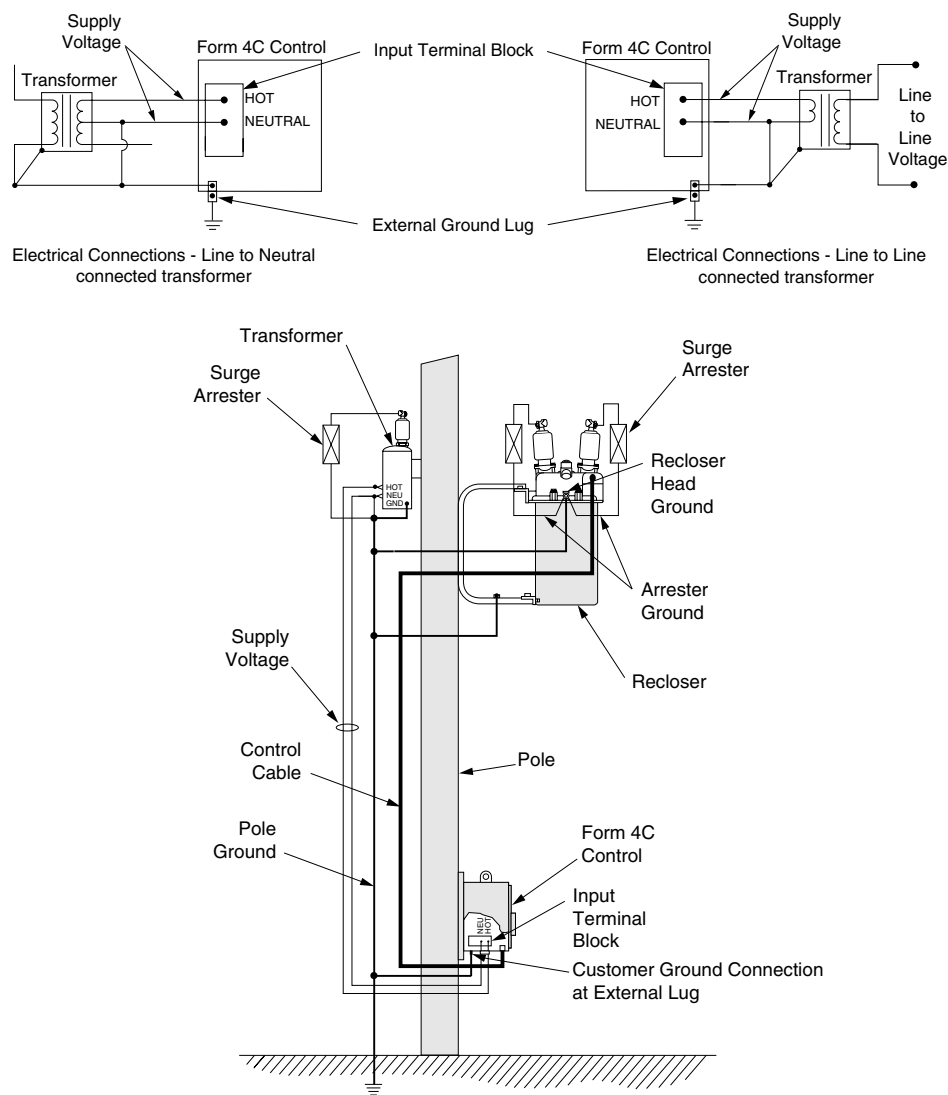 Supply
Voltage
Form 4C Control
Transformer
HOT
NEUTRAL
Input Terminal Block
External Ground Lug
Electrical Connections - Line to Neutral
connected transformer
Form 4C Control
Supply
Voltage
Transformer
HOT
NEUTRAL
Line
to
Line
Voltage
Electrical Connections - Line to Line
connected transformer
Transformer
Surge
Arrester
HOT
NEU
GND
Surge
Arrester
Recloser
Head
Ground
Arrester
Ground
Recloser
Supply
Voltage
Control
Cable
Pole
Ground
Pole
Form 4C
Control
NEU
HOT
Input
Terminal
Block
Customer Ground Connection
at External Lug